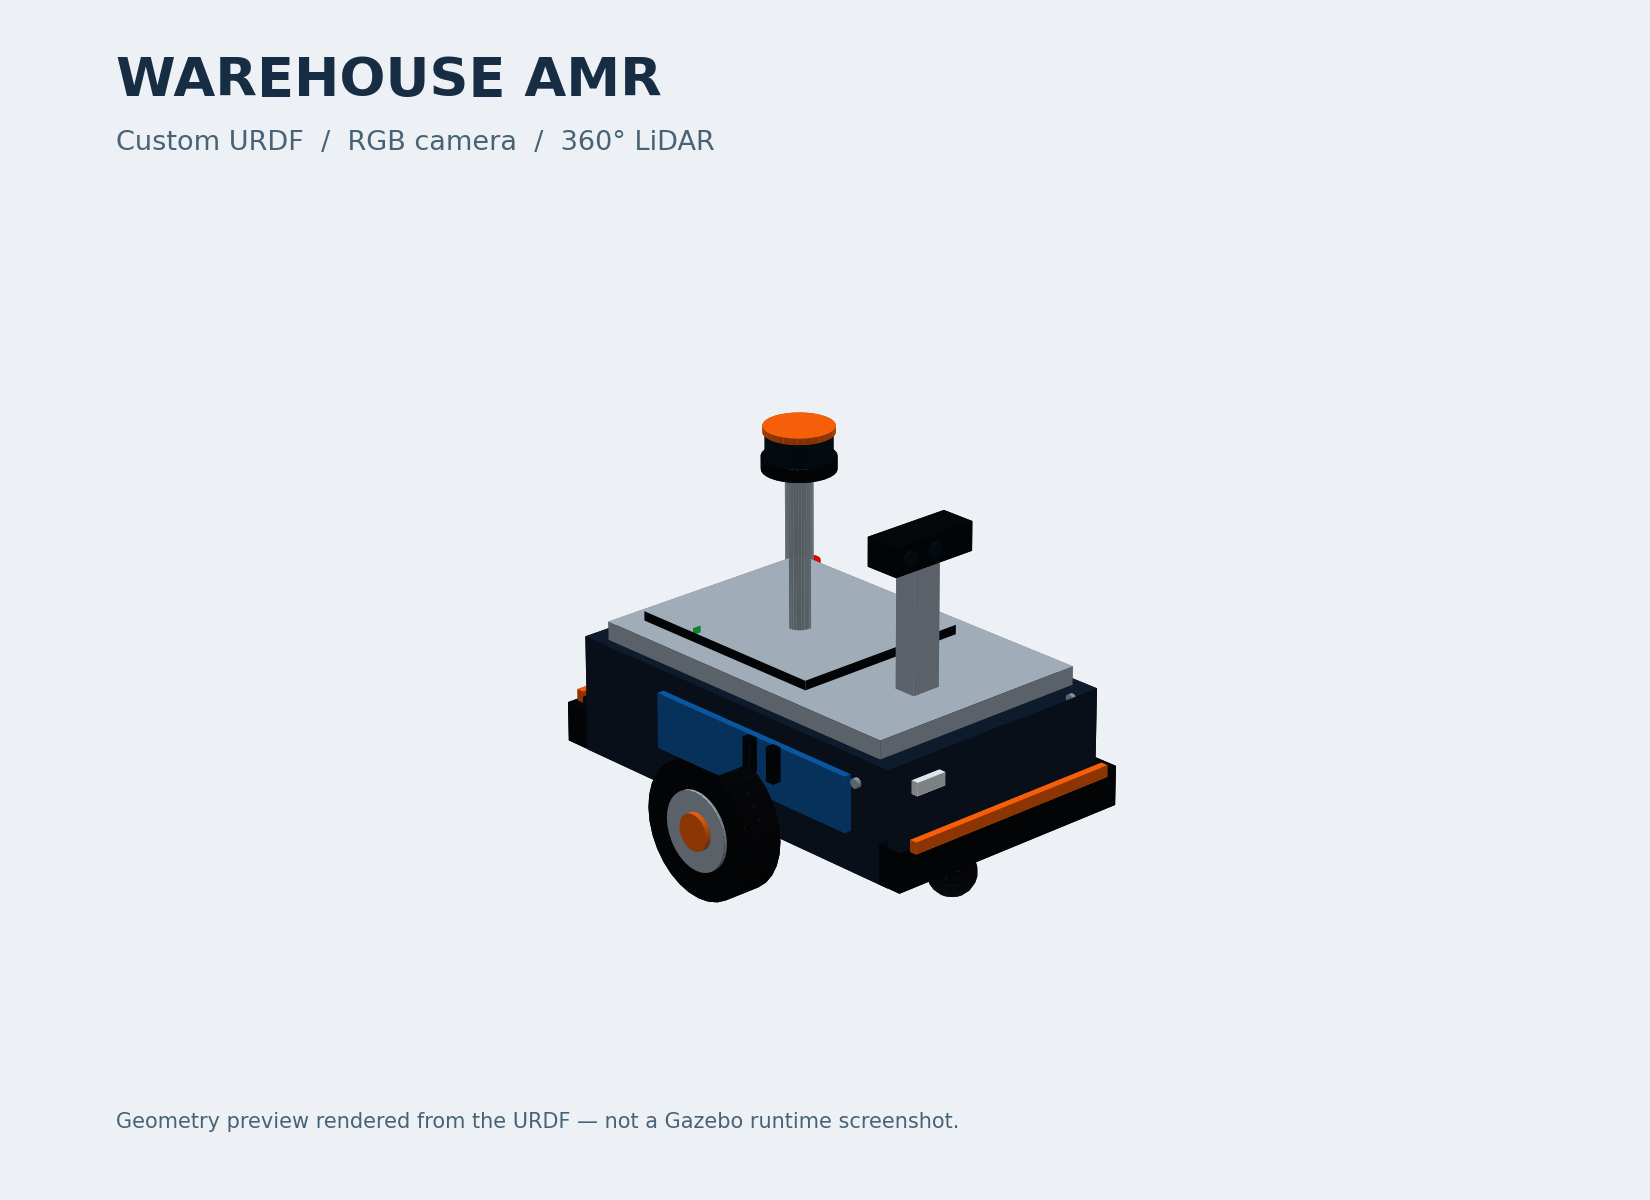 WAREHOUSE AMR
Custom URDF / RGB camera / 360° LiDAR
Geometry preview rendered from the URDF — not a Gazebo runtime screenshot.